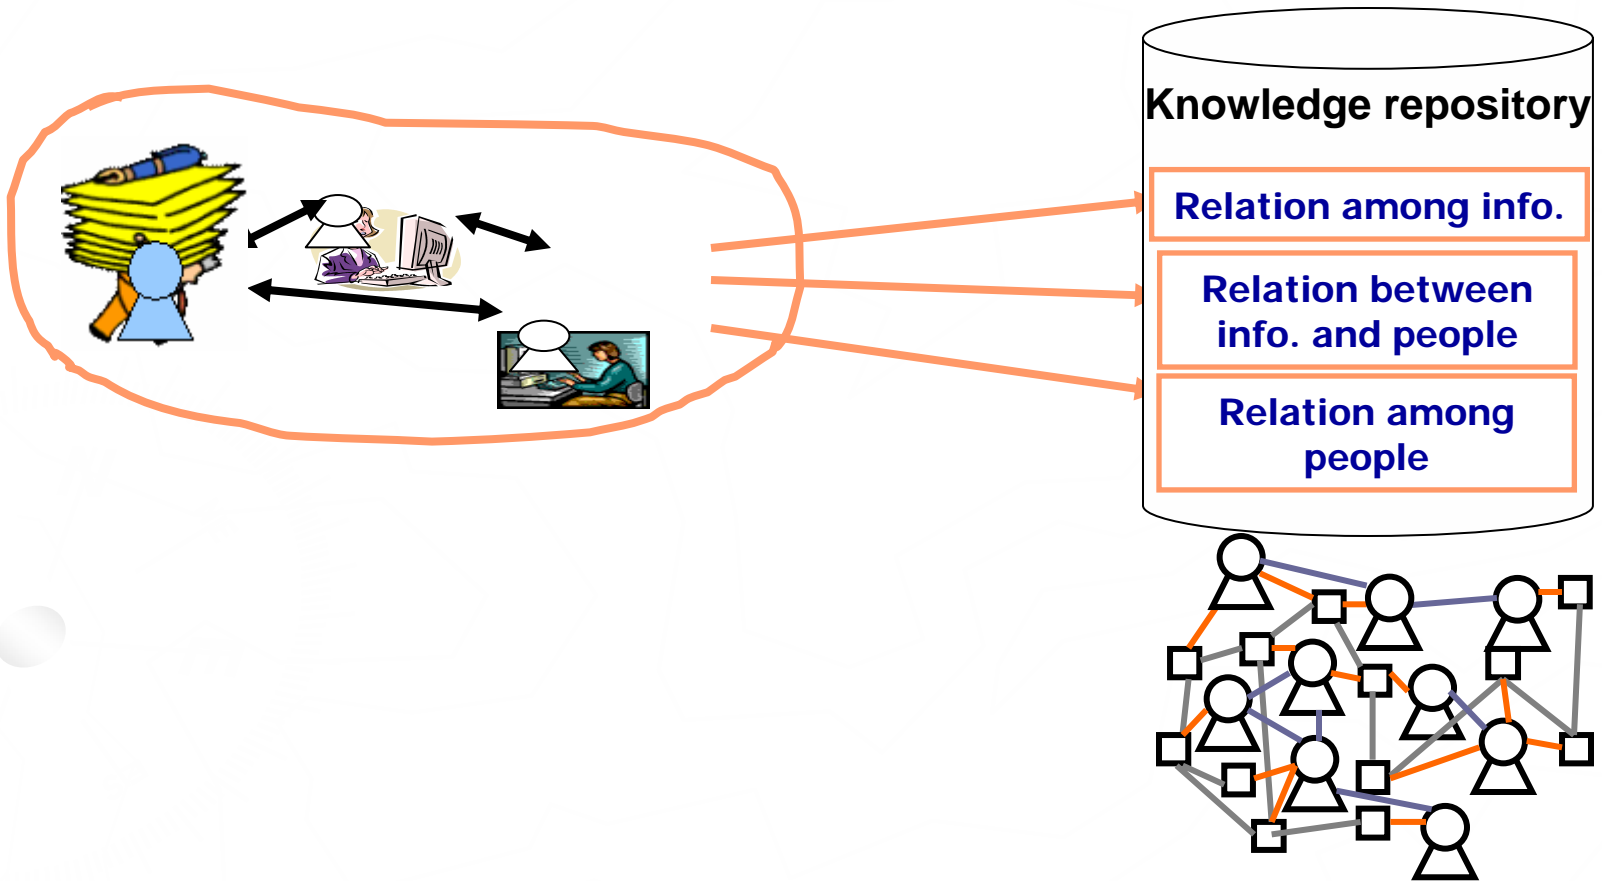 Knowledge repository
Relation among info.
Relation between
info. and people
Relation among
people